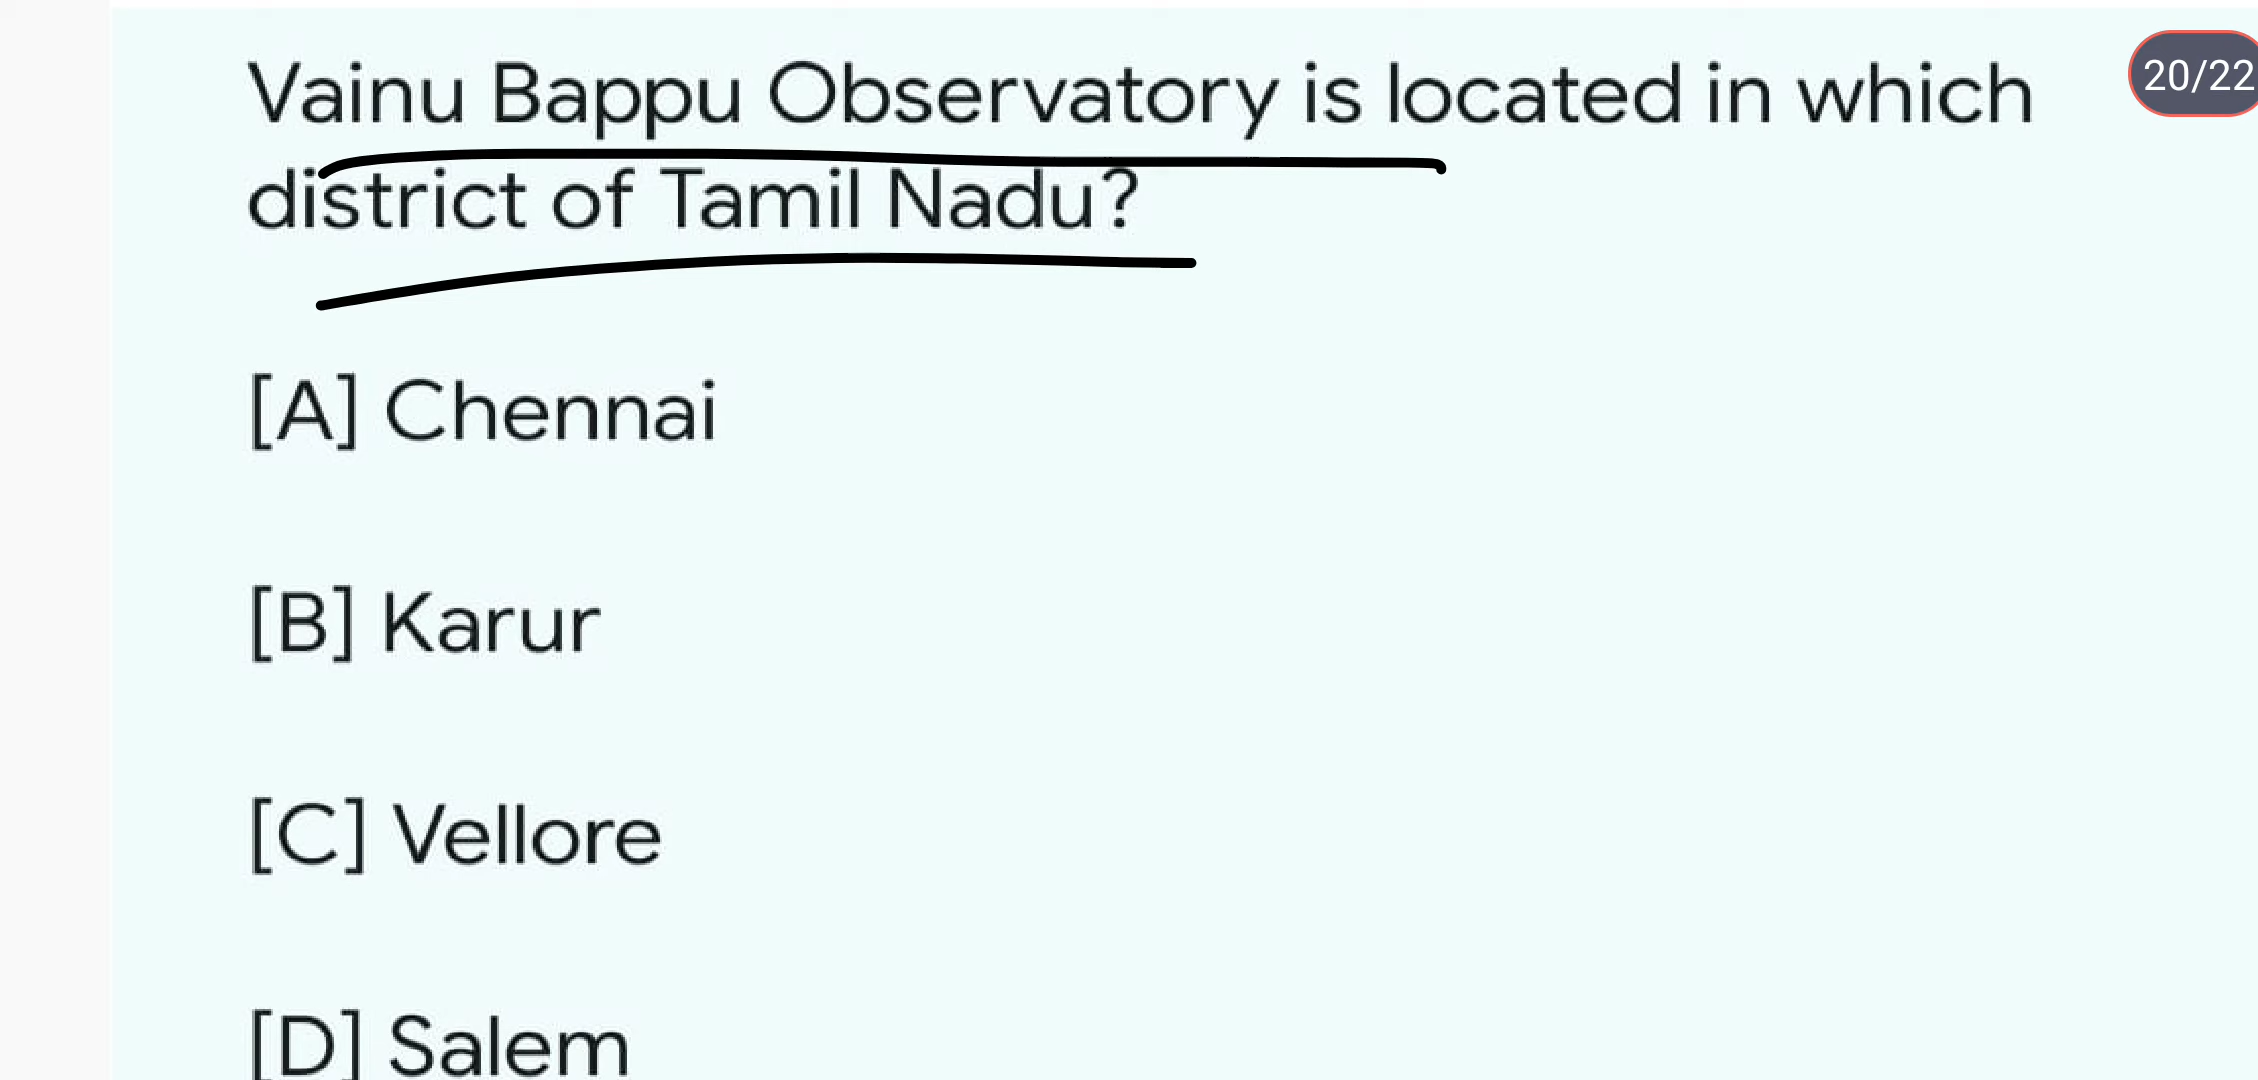 Vainu Bappu Observatory is located in which
20/22
district of Tamil Nadu?
[A] Chennai
[B] Karur
[C] Vellore
[D] Salem